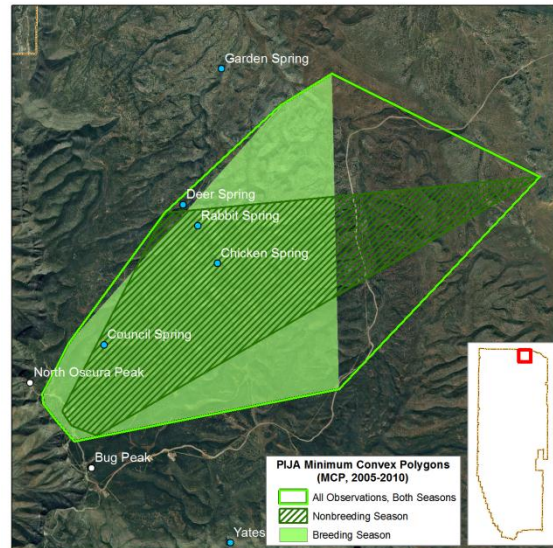 Garden Spring
Deer Spring
Rabbit Spring
Chicken Spring
Council Spring
North Oscura Peak
Bug Peak
Yates
PIJA Minimum Convex Polygons
(MCP, 2005-2010)
All Observations, Both Seasons
Nonbreeding Season
Breeding Season